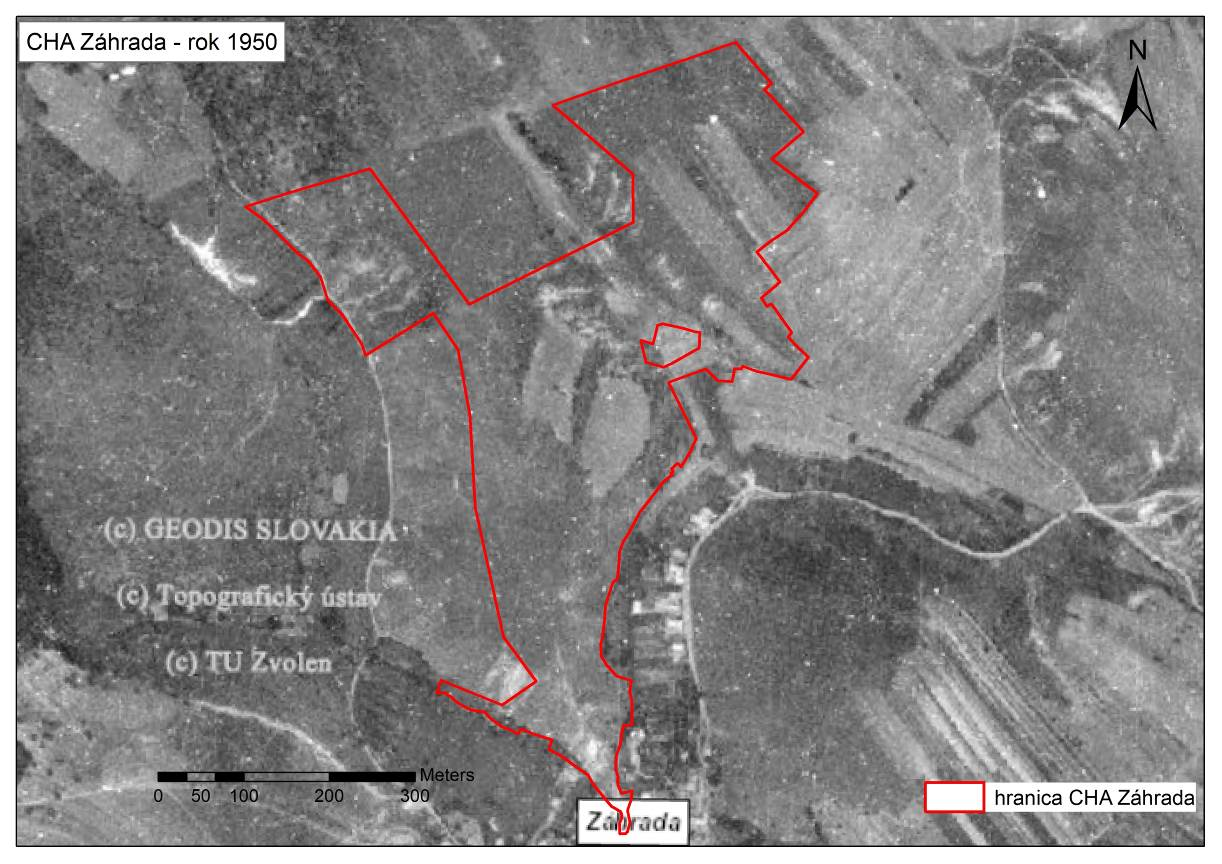 CHA Záhrada - rok 1950
N
(c) GEODIS SLOVAKIA
(c) Topografický ústav
(c) TU Zvolen
Meters
0 50 100 200 300
hranica CHA Záhrada
Záhrada